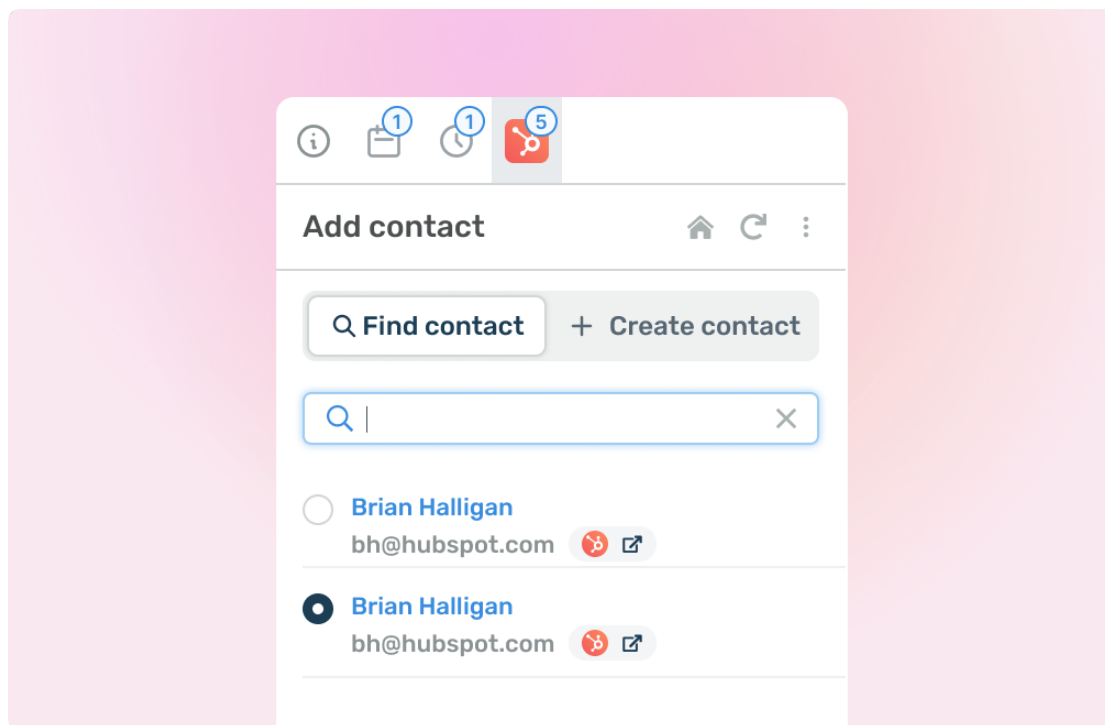 1 1 5
Add contact
Find contact + Create contact
Brian Halligan
bh@hubspot.com
Brian Halligan
bh@hubspot.com